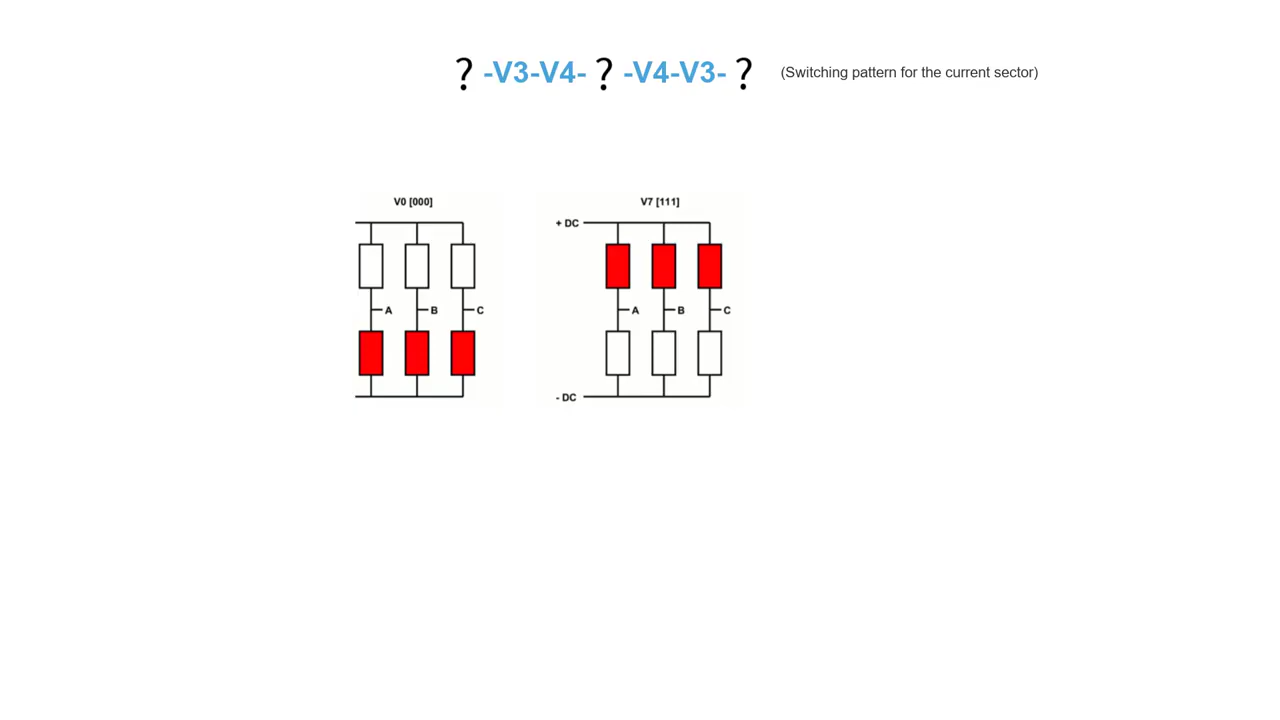 ? -V3-V4- ? -V4-V3- ? (Switching pattern for the current sector)
V0 [000]
V7 [111]
+ DC
A B C
A B C
- DC